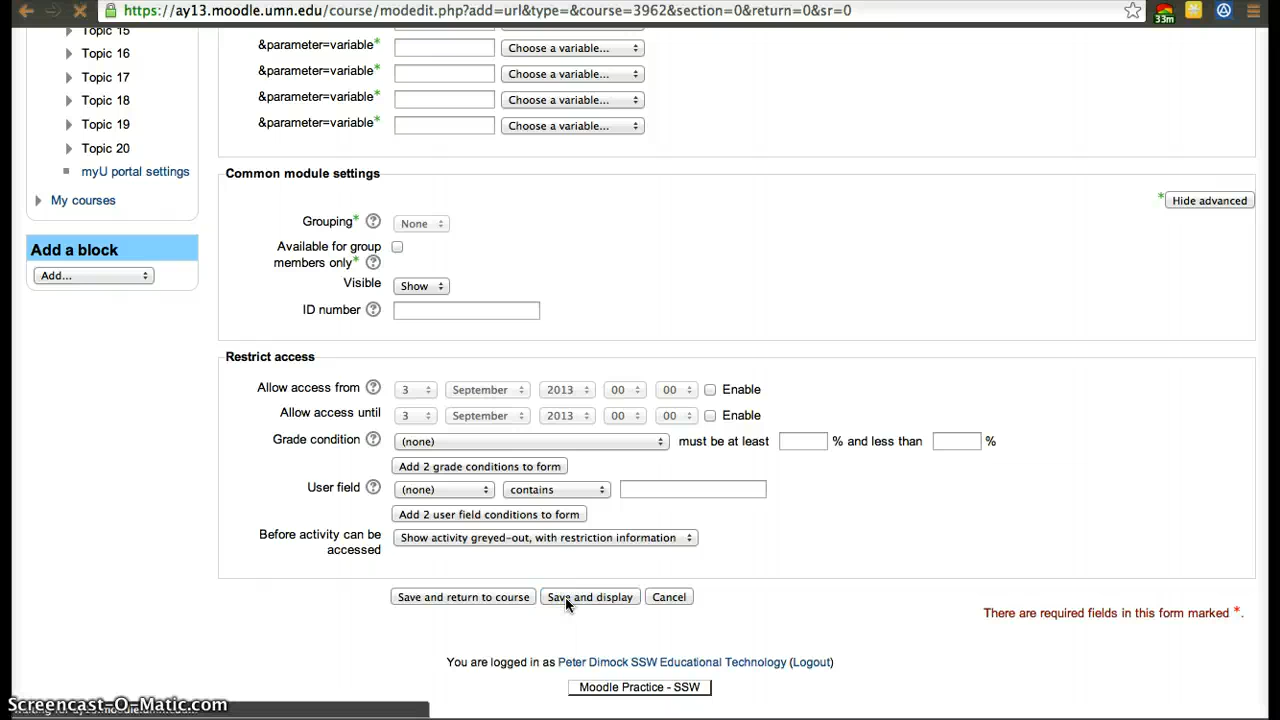 https://ay13.moodle.umn.edu/course/modedit.php?add=url&type=&course=3962&section=0&return=0&sr=0
33m
Topic 15
Topic 16
Topic 17
Topic 18
Topic 19
Topic 20
myU portal settings
My courses
Add a block
Add...
&parameter=variable* Choose a variable...
&parameter=variable* Choose a variable...
&parameter=variable* Choose a variable...
&parameter=variable* Choose a variable...
Common module settings
* Hide advanced
Grouping* None
Available for group
members only*
Visible Show
ID number
Restrict access
Allow access from 3 September 2013 00 00 Enable
Allow access until 3 September 2013 00 00 Enable
Grade condition (none) must be at least % and less than %
Add 2 grade conditions to form
User field (none) contains
Add 2 user field conditions to form
Before activity can be
accessed Show activity greyed-out, with restriction information
Save and return to course Save and display Cancel
There are required fields in this form marked *.
You are logged in as Peter Dimock SSW Educational Technology (Logout)
Moodle Practice - SSW
Screencast-O-Matic.com